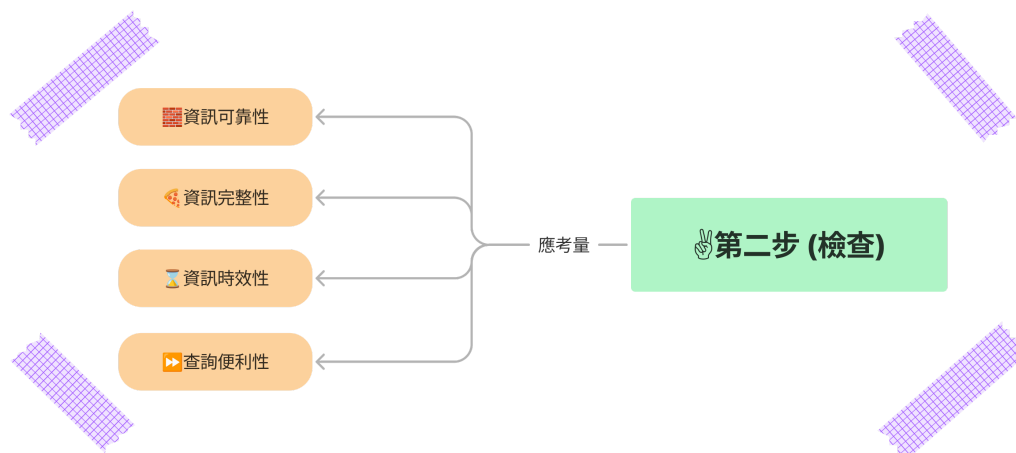 🧱資訊可靠性
🍕資訊完整性
應考量
✌第二步 (檢查)
⌛資訊時效性
⏩查詢便利性